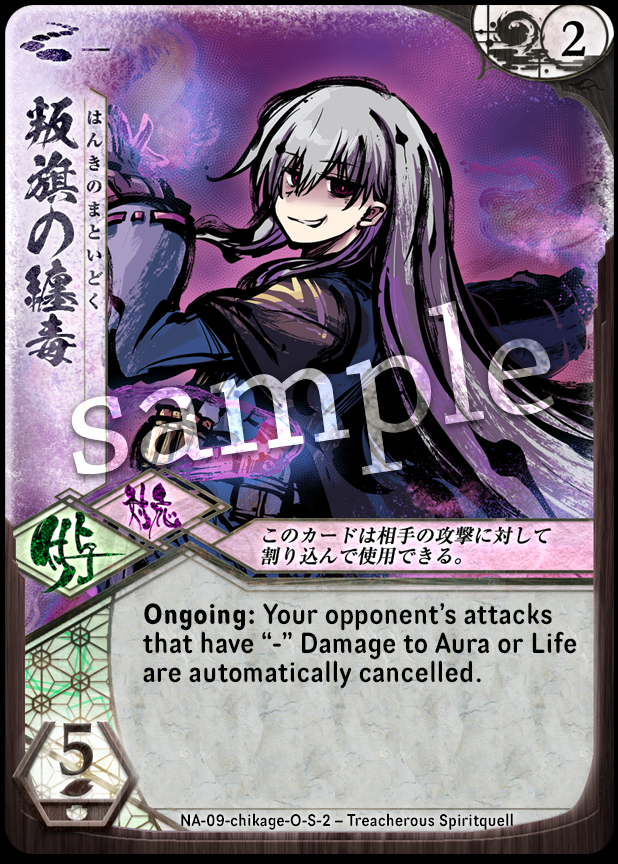 2
叛旗の纏毒
はんきのまといどく
sample
付与
対応
このカードは相手の攻撃に対して
割り込んで使用できる。
Ongoing: Your opponent’s attacks
that have “-” Damage to Aura or Life
are automatically cancelled.
5
NA-09-chikage-O-S-2 – Treacherous Spiritquell